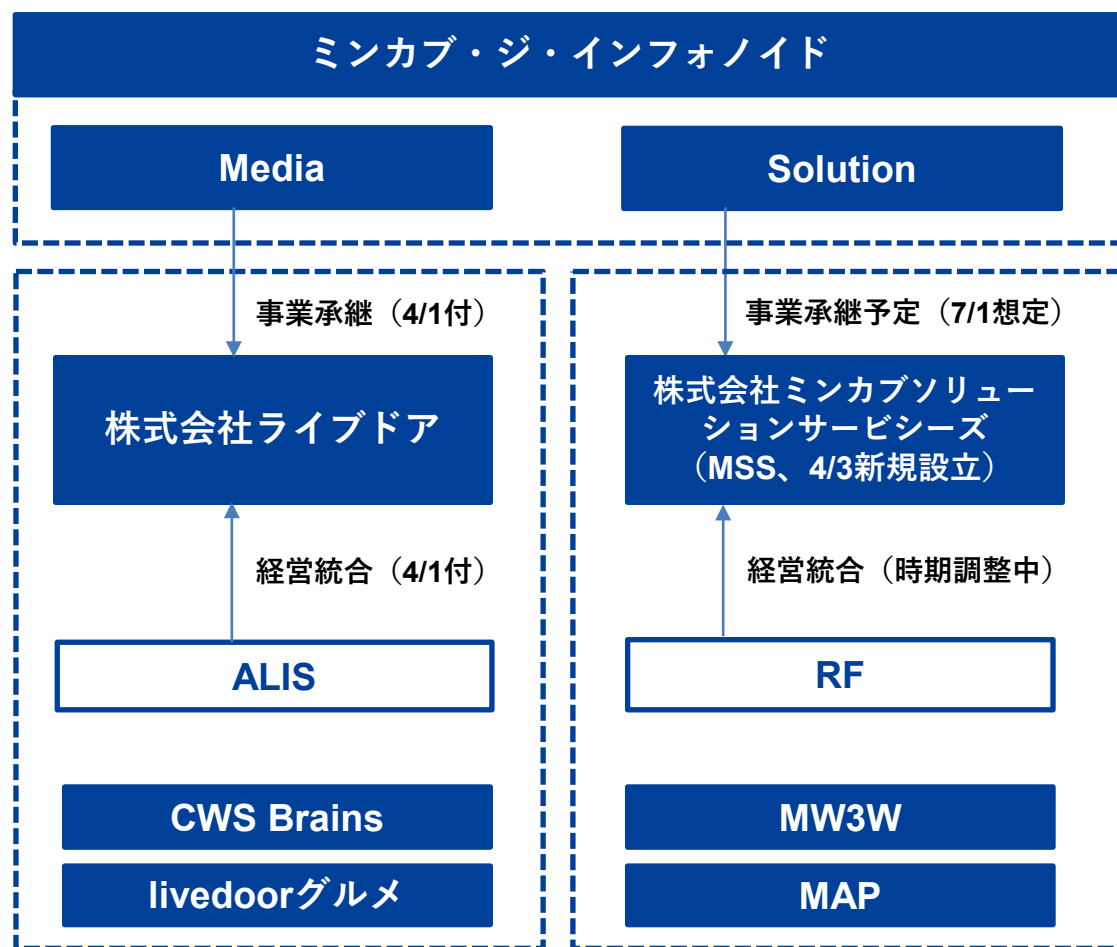 ミンカブ・ジ・インフォノイド
Media
Solution
事業承継（4/1付）
事業承継予定（7/1想定）
株式会社ライブドア
株式会社ミンカブソリュー
ションサービシーズ
（MSS、4/3新規設立）
経営統合（4/1付）
経営統合（時期調整中）
ALIS
RF
CWS Brains
MW3W
livedoorグルメ
MAP